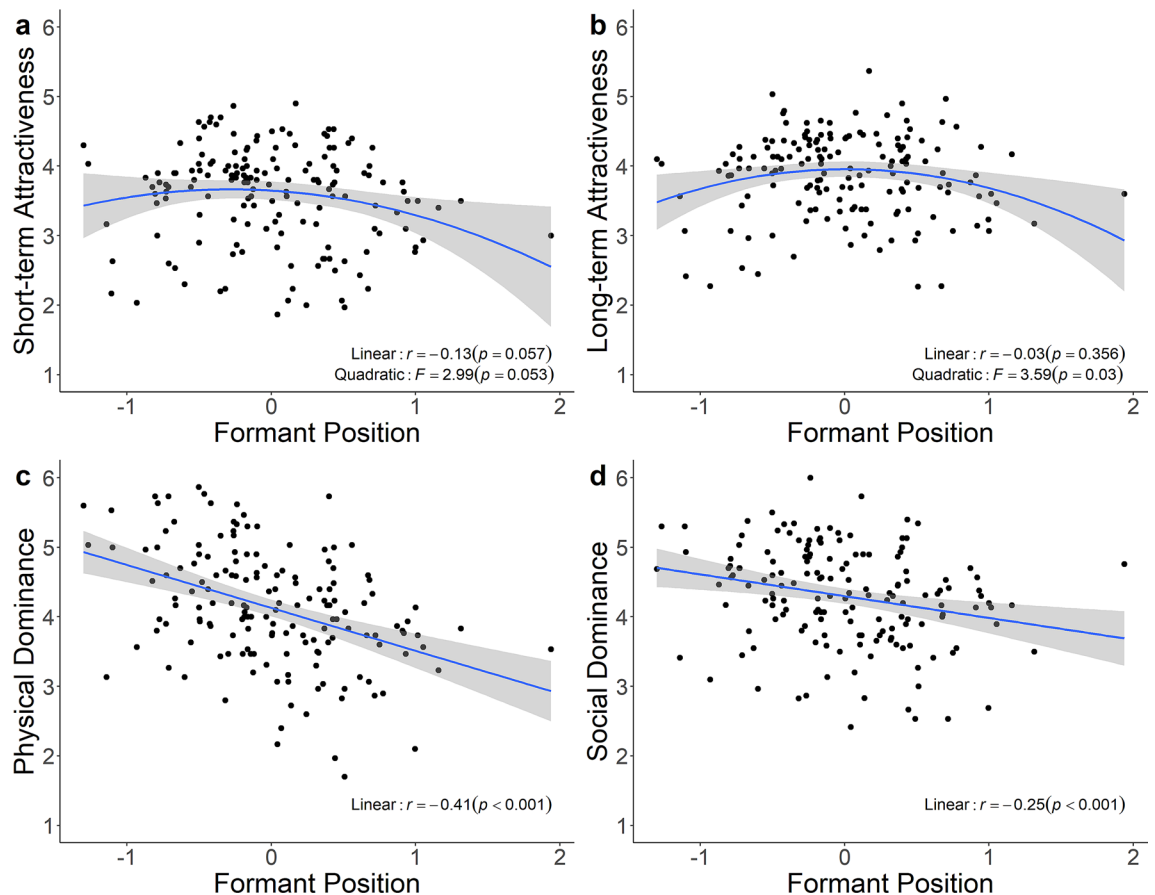 a
Short-term Attractiveness
6
5
4
3
2
1
Linear : r = −0.13(p = 0.057)
Quadratic : F = 2.99(p = 0.053)
-1 0 1 2
Formant Position
b
Long-term Attractiveness
6
5
4
3
2
1
Linear : r = −0.03(p = 0.356)
Quadratic : F = 3.59(p = 0.03)
-1 0 1 2
Formant Position
c
Physical Dominance
6
5
4
3
2
1
Linear : r = −0.41(p < 0.001)
-1 0 1 2
Formant Position
d
Social Dominance
6
5
4
3
2
1
Linear : r = −0.25(p < 0.001)
-1 0 1 2
Formant Position